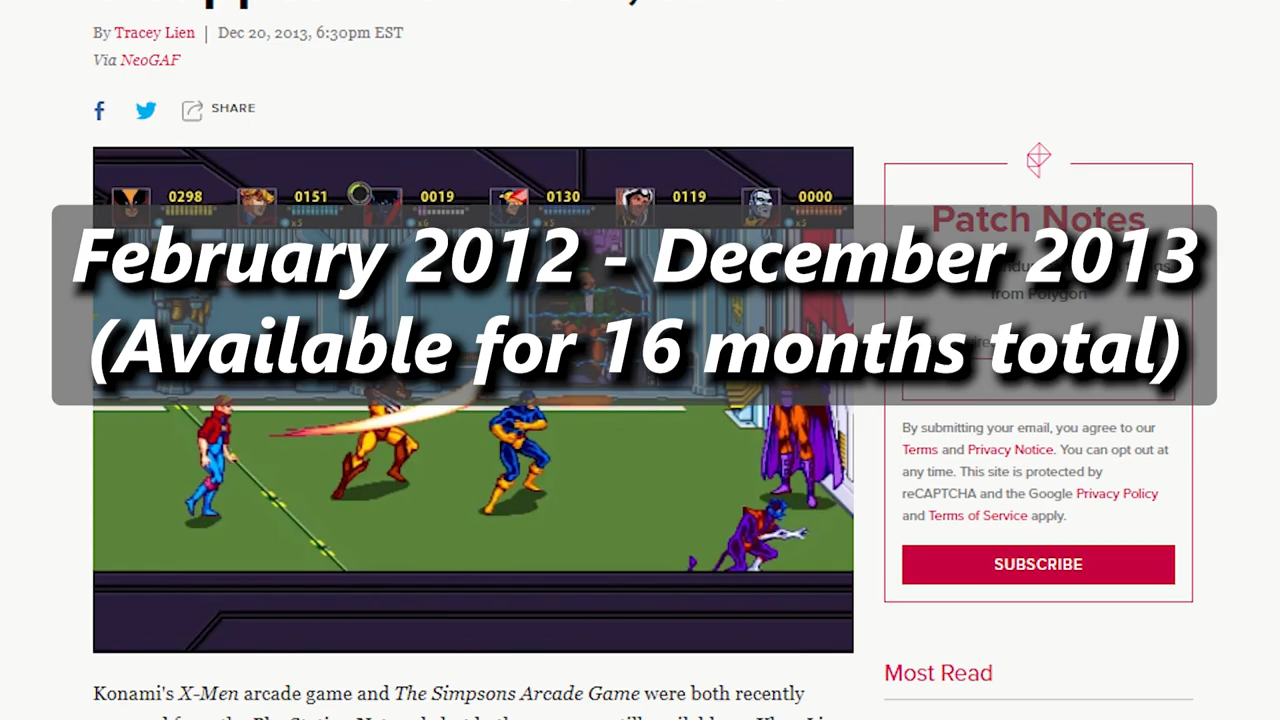 By Tracey Lien | Dec 20, 2013, 6:30pm EST
Via NeoGAF
SHARE
0298 0151 0019 0130 0119 0000
Patch Notes
February 2012 - December 2013
from Polygon
(Available for 16 months total)
By submitting your email, you agree to our
Terms and Privacy Notice. You can opt out at
any time. This site is protected by
reCAPTCHA and the Google Privacy Policy
and Terms of Service apply.
SUBSCRIBE
Most Read
Konami's X-Men arcade game and The Simpsons Arcade Game were both recently